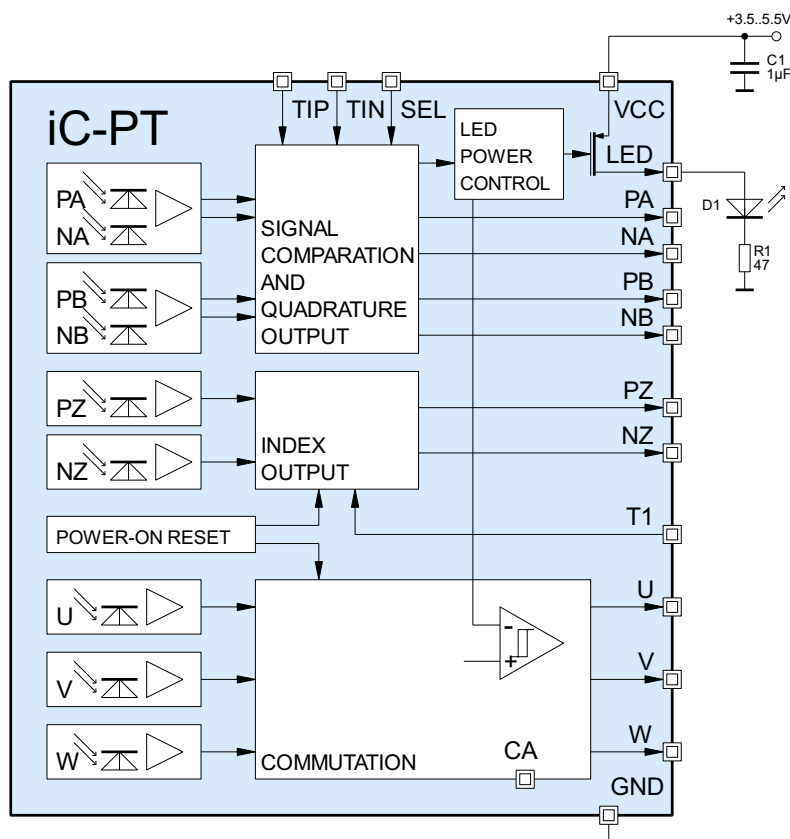 +3.5..5.5V
C1
1µF
TIP TIN SEL
VCC
iC-PT
LED
POWER
CONTROL
LED
D1
R1
47
PA
NA
PB
NB
SIGNAL
COMPARATION
AND
QUADRATURE
OUTPUT
PA
NA
PB
NB
PZ
NZ
INDEX
OUTPUT
PZ
NZ
POWER-ON RESET
T1
U
V
W
-
+
COMMUTATION
CA
U
V
W
GND